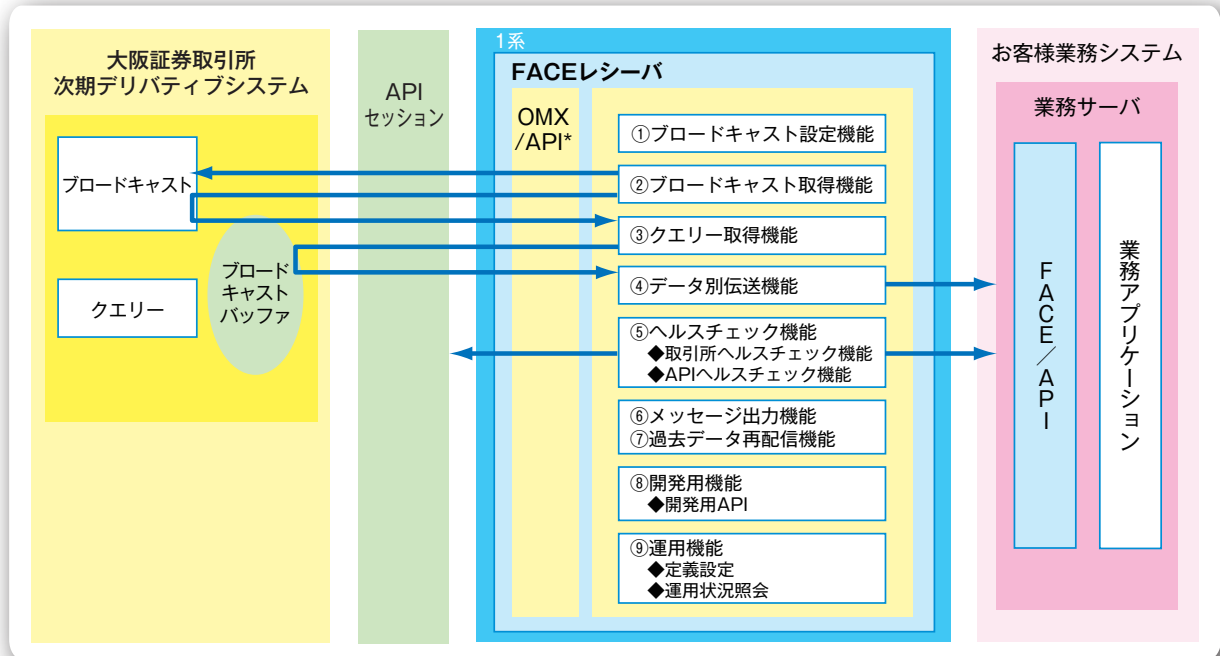 大阪証券取引所
次期デリバティブシステム
ブロードキャスト
クエリー
ブロード
キャスト
バッファ
API
セッション
1系
FACEレシーバ
OMX
/API*
①ブロードキャスト設定機能
②ブロードキャスト取得機能
③クエリー取得機能
④データ別伝送機能
⑤ヘルスチェック機能
◆取引所ヘルスチェック機能
◆APIヘルスチェック機能
⑥メッセージ出力機能
⑦過去データ再配信機能
⑧開発用機能
◆開発用API
⑨運用機能
◆定義設定
◆運用状況照会
お客様業務システム
業務サーバ
FACE/API
業務アプリケーション